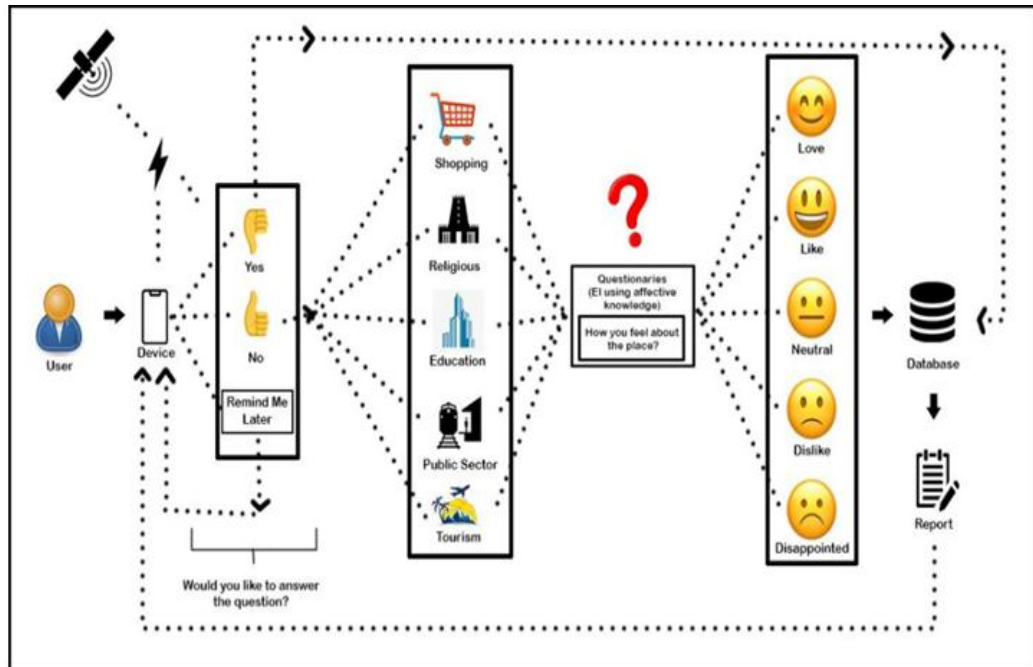 User
Device
Yes
No
Remind Me
Later
Would you like to answer
the question?
Shopping
Religious
Education
Public Sector
Tourism
Questionaries
(EI using affective
knowledge)
How you feel about
the place?
Love
Like
Neutral
Dislike
Disappointed
Database
Report